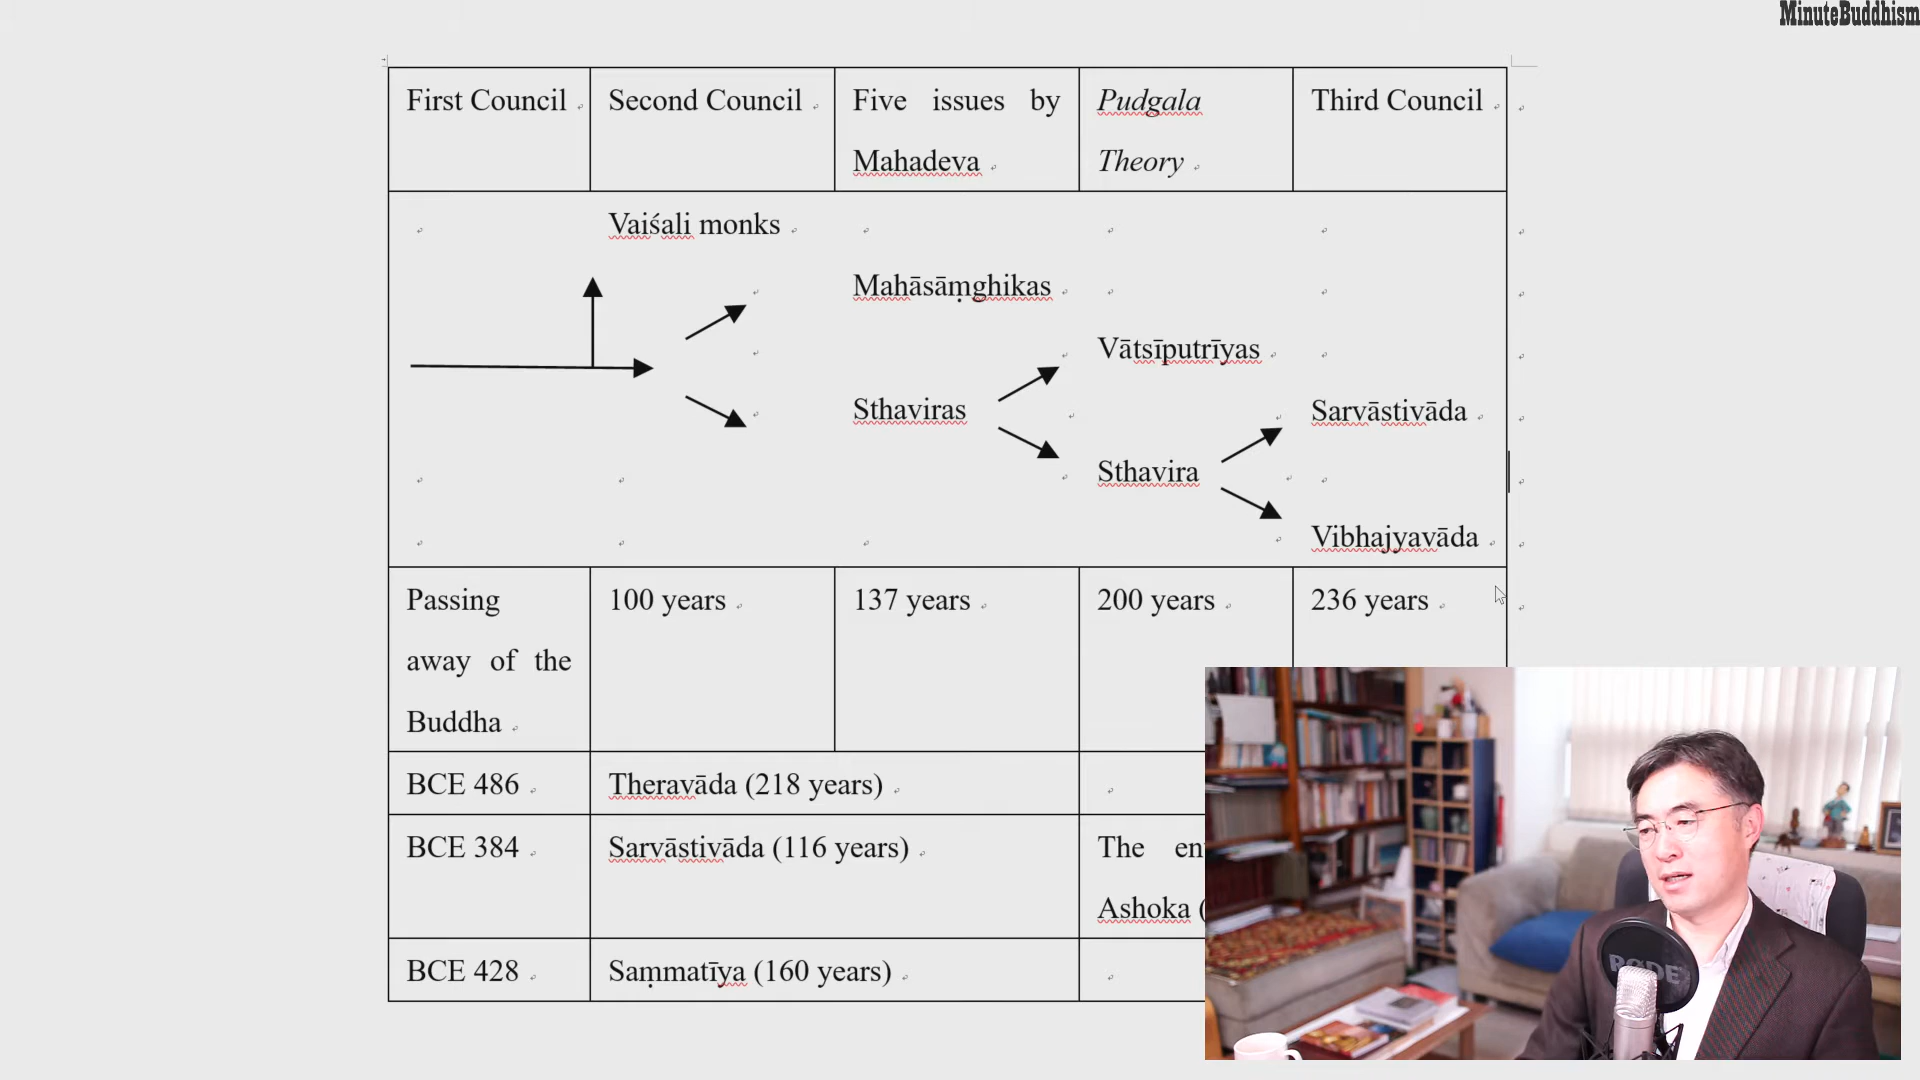 MinuteBuddhism
First Council
Second Council
Five issues by
Mahadeva
Pudgala
Theory
Third Council
Vaiśali monks
Mahāsāṃghikas
Vātsīputrīyas
Sthaviras
Sarvāstivāda
Sthavira
Vibhajyavāda
Passing
away of the
Buddha
100 years
137 years
200 years
236 years
BCE 486
Theravāda (218 years)
BCE 384
Sarvāstivāda (116 years)
The
Ashoka (
BCE 428
Saṃmatīya (160 years)
RODE